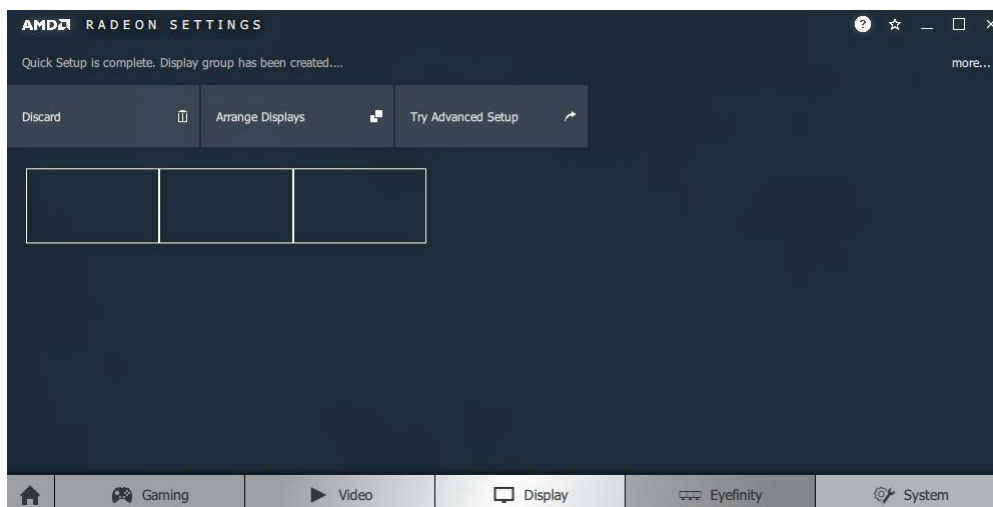 AMD RADEON SETTINGS
Quick Setup is complete. Display group has been created....
more...
Discard
Arrange Displays
Try Advanced Setup
Gaming
Video
Display
Eyefinity
System